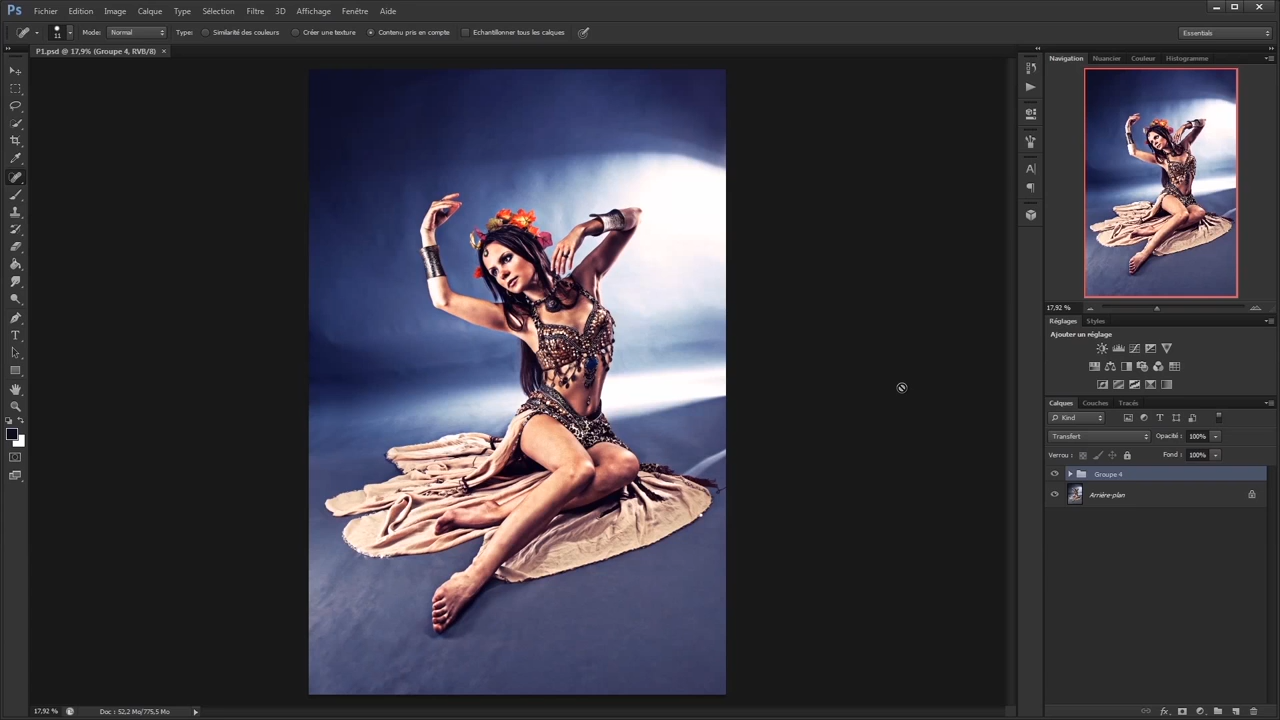 Ps Fichier Edition Image Calque Type Sélection Filtre 3D Affichage Fenêtre Aide
11 Mode: Normal Type: Similarité des couleurs Créer une texture Contenu pris en compte Echantillonner tous les calques Essentials
P1.psd @ 17,9% (Groupe 4, RVB/8) ×
Navigation Nuancier Couleur Histogramme
17,92 %
Réglages Styles
Ajouter un réglage
Calques Couches Tracés
Kind
Transfert Opacité: 100%
Verrou: Fond: 100%
Groupe 4
Arrière-plan
17,92 % Doc : 52,2 Mo/775,5 Mo